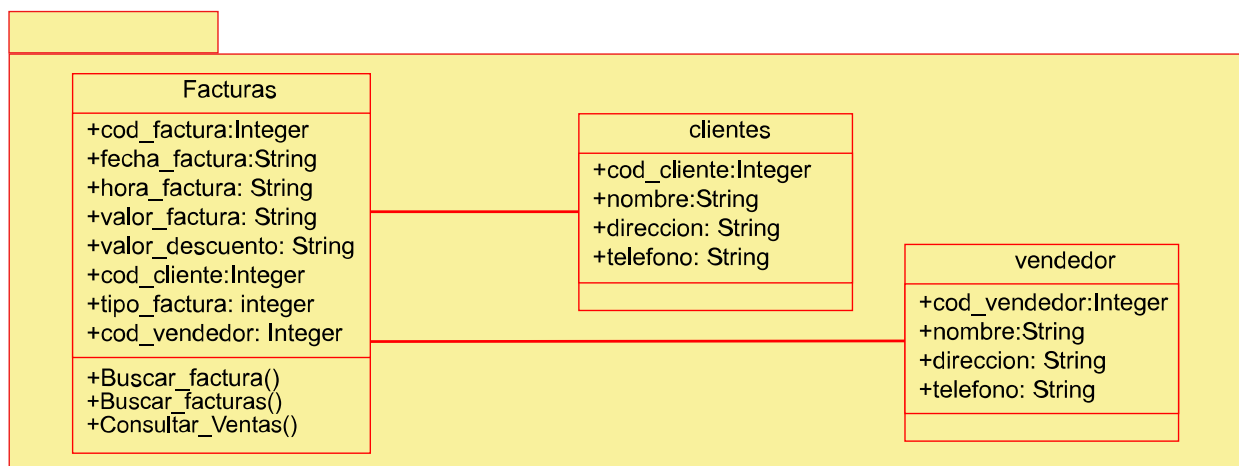 Facturas
+cod_factura:Integer
+fecha_factura:String
+hora_factura: String
+valor_factura: String
+valor_descuento: String
+cod_cliente:Integer
+tipo_factura: integer
+cod_vendedor: Integer
+Buscar_factura()
+Buscar_facturas()
+Consultar_Ventas()
clientes
+cod_cliente:Integer
+nombre:String
+direccion: String
+telefono: String
vendedor
+cod_vendedor:Integer
+nombre:String
+direccion: String
+telefono: String